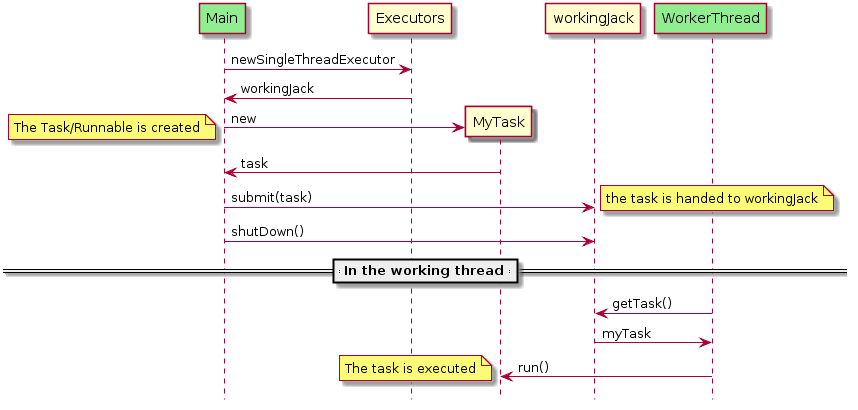 Main
Executors
workingJack
WorkerThread
newSingleThreadExecutor
workingJack
The Task/Runnable is created
new
MyTask
task
submit(task)
the task is handed to workingJack
shutDown()
In the working thread
getTask()
myTask
The task is executed
run()